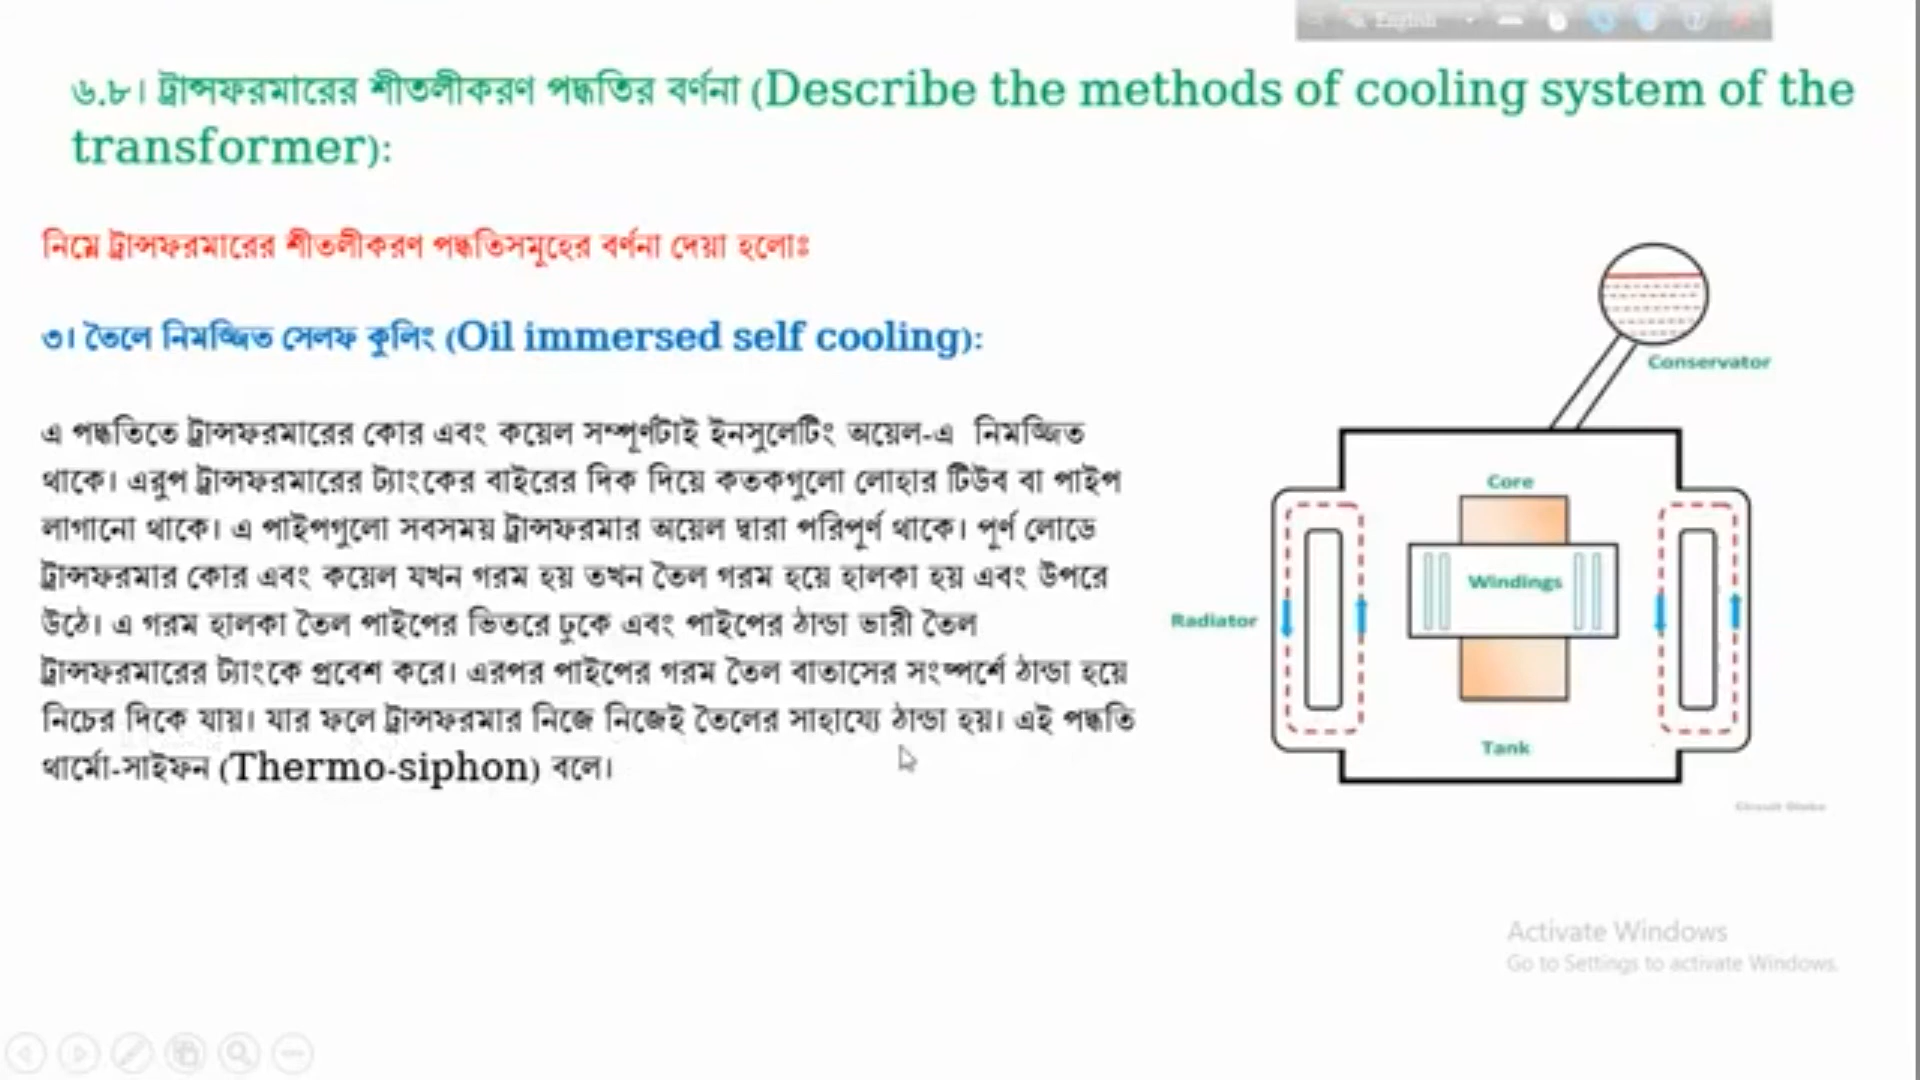 English
৬.৮। ট্রান্সফরমারের শীতলীকরণ পদ্ধতির বর্ণনা (Describe the methods of cooling system of the
transformer):
নিম্নে ট্রান্সফরমারের শীতলীকরণ পদ্ধতিসমূহের বর্ণনা দেয়া হলোঃ
৩। তৈলে নিমজ্জিত সেলফ কুলিং (Oil immersed self cooling):
এ পদ্ধতিতে ট্রান্সফরমারের কোর এবং কয়েল সম্পূর্ণটাই ইনসুলেটিং অয়েল-এ নিমজ্জিত
থাকে। এরুপ ট্রান্সফরমারের ট্যাংকের বাইরের দিক দিয়ে কতকগুলো লোহার টিউব বা পাইপ
লাগানো থাকে। এ পাইপগুলো সবসময় ট্রান্সফরমার অয়েল দ্বারা পরিপূর্ণ থাকে। পূর্ণ লোডে
ট্রান্সফরমার কোর এবং কয়েল যখন গরম হয় তখন তৈল গরম হয়ে হালকা হয় এবং উপরে
উঠে। এ গরম হালকা তৈল পাইপের ভিতরে ঢুকে এবং পাইপের ঠান্ডা ভারী তৈল
ট্রান্সফরমারের ট্যাংকে প্রবেশ করে। এরপর পাইপের গরম তৈল বাতাসের সংস্পর্শে ঠান্ডা হয়ে
নিচের দিকে যায়। যার ফলে ট্রান্সফরমার নিজে নিজেই তৈলের সাহায্যে ঠান্ডা হয়। এই পদ্ধতি
থার্মো-সাইফন (Thermo-siphon) বলে।
Conservator
Core
Windings
Radiator
Tank
Circuit Globe
Activate Windows
Go to Settings to activate Windows.